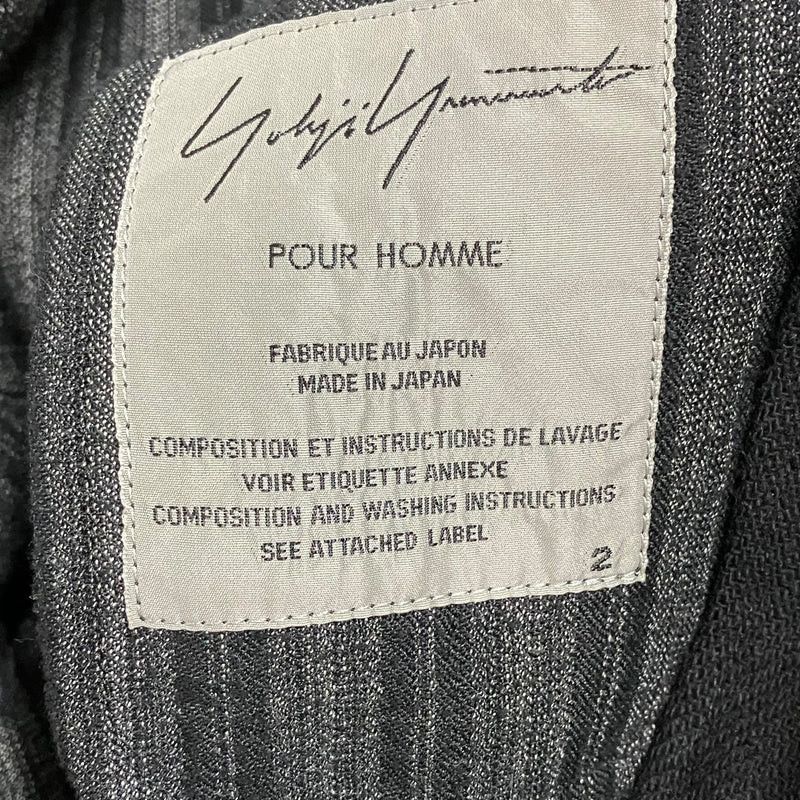 Yohji Yamamoto
POUR HOMME
FABRIQUE AU JAPON
MADE IN JAPAN
COMPOSITION ET INSTRUCTIONS DE LAVAGE
VOIR ETIQUETTE ANNEXE
COMPOSITION AND WASHING INSTRUCTIONS
SEE ATTACHED LABEL
2